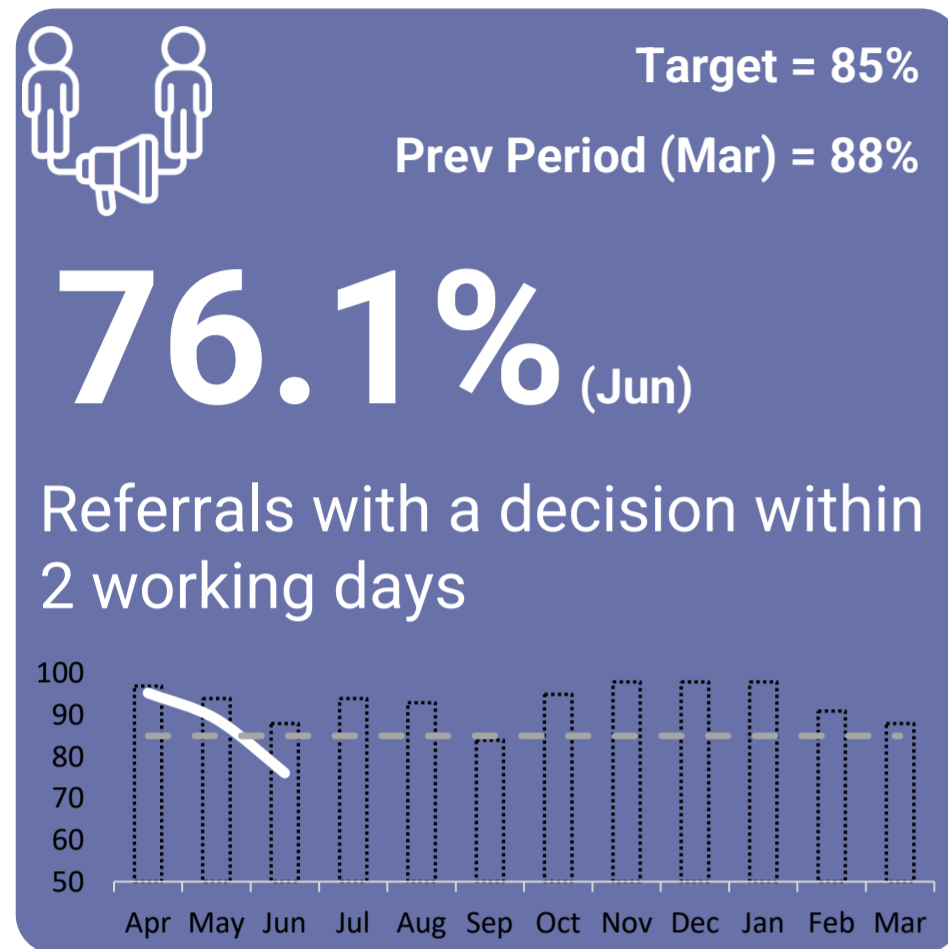 Target = 85%
Prev Period (Mar) = 88%
76.1% (Jun)
Referrals with a decision within
2 working days
100
90
80
70
60
50
Apr May Jun Jul Aug Sep Oct Nov Dec Jan Feb Mar